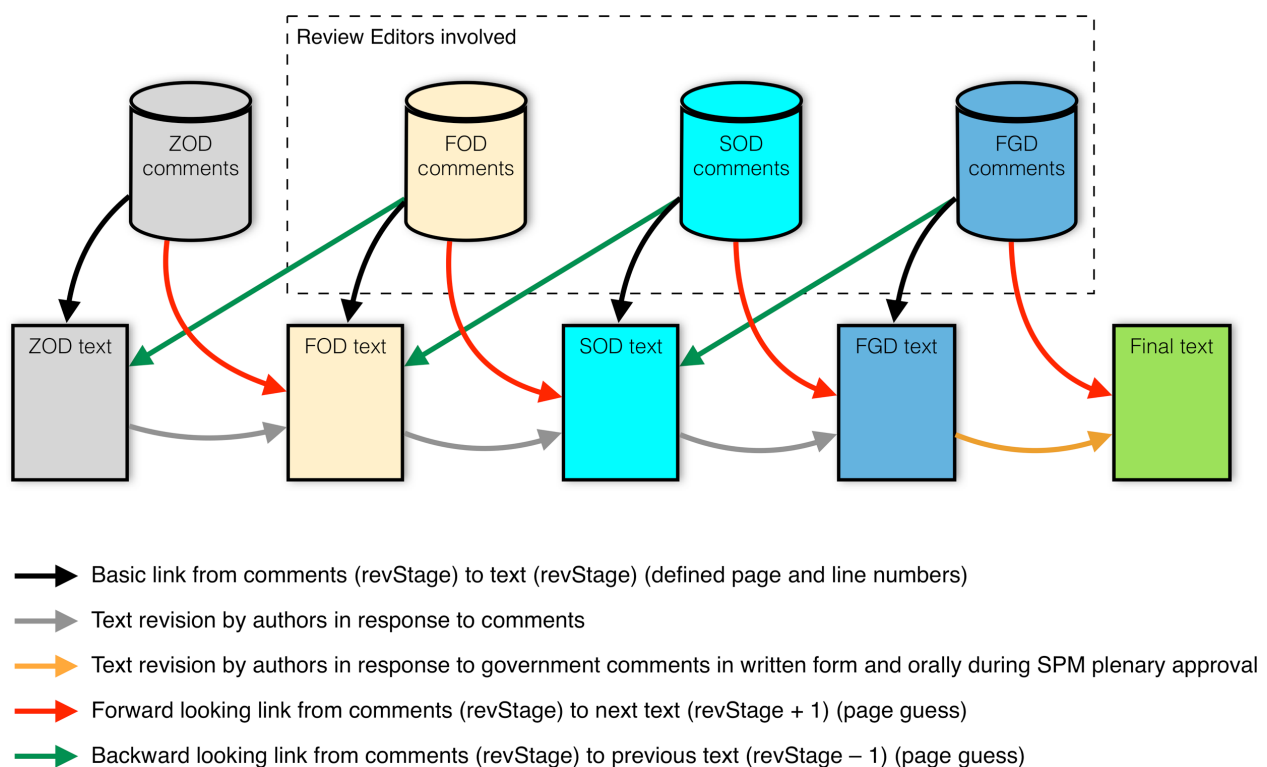 Review Editors involved
ZOD
comments
FOD
comments
SOD
comments
FGD
comments
ZOD text
FOD text
SOD text
FGD text
Final text
Basic link from comments (revStage) to text (revStage) (defined page and line numbers)
Text revision by authors in response to comments
Text revision by authors in response to government comments in written form and orally during SPM plenary approval
Forward looking link from comments (revStage) to next text (revStage + 1) (page guess)
Backward looking link from comments (revStage) to previous text (revStage – 1) (page guess)